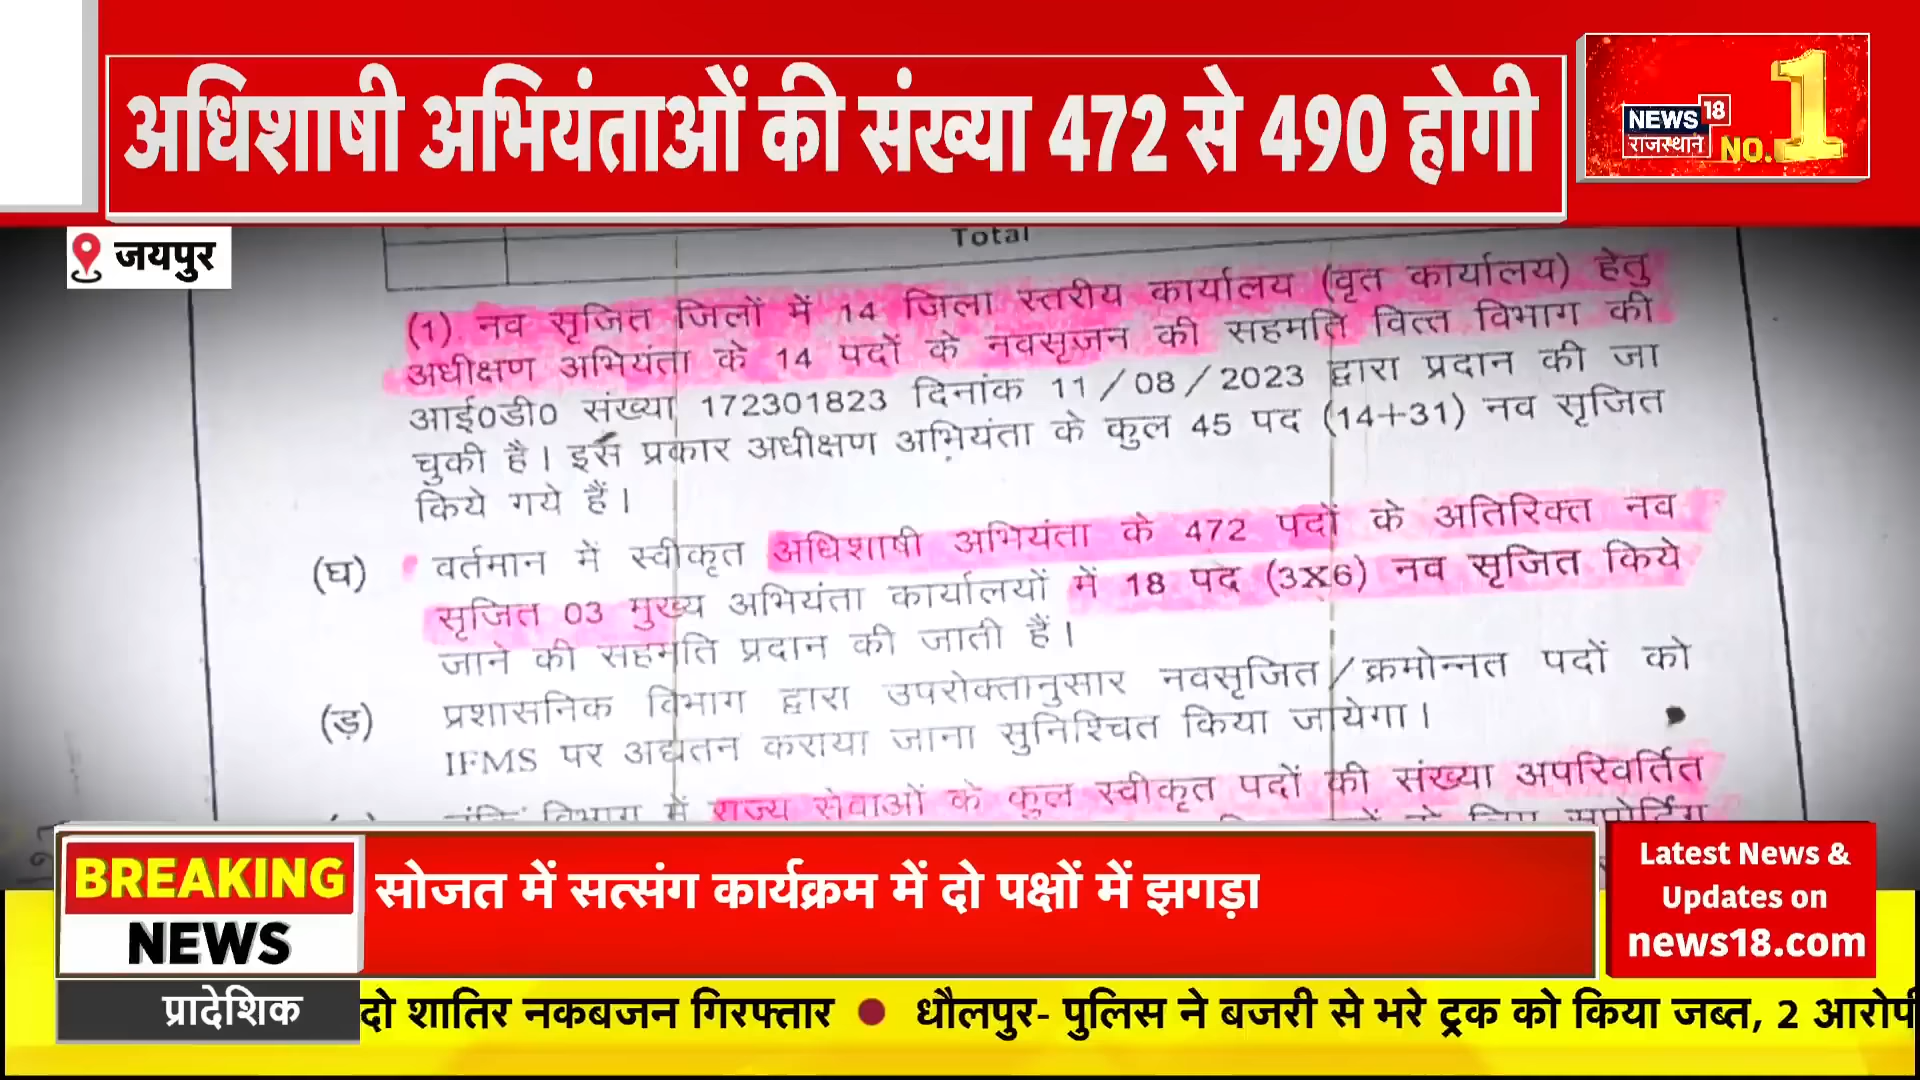 अधिशाषी अभियंताओं की संख्या 472 से 490 होगी
NEWS 18
राजस्थान
NO. 1
जयपुर
Total
(1) नव सृजित जिलों में 14 जिला स्तरीय कार्यालय (वृत कार्यालय) हेतु
अधीक्षण अभियंता के 14 पदों के नवसृजन की सहमति वित्त विभाग की
आई0डी0 संख्या 172301823 दिनांक 11/08/2023 द्वारा प्रदान की जा
चुकी है। इस प्रकार अधीक्षण अभियंता के कुल 45 पद (14+31) नव सृजित
किये गये हैं।
(घ) वर्तमान में स्वीकृत अधिशाषी अभियंता के 472 पदों के अतिरिक्त नव
सृजित 03 मुख्य अभियंता कार्यालयों में 18 पद (3X6) नव सृजित किये
जाने की सहमति प्रदान की जाती हैं।
(ड़) प्रशासनिक विभाग द्वारा उपरोक्तानुसार नवसृजित/क्रमोन्नत पदों को
IFMS पर अद्यतन कराया जाना सुनिश्चित किया जायेगा।
विभाग में राज्य सेवाओं के कुल स्वीकृत पदों की संख्या अपरिवर्तित
BREAKING
NEWS
सोजत में सत्संग कार्यक्रम में दो पक्षों में झगड़ा
Latest News &
Updates on
news18.com
प्रादेशिक
दो शातिर नकबजन गिरफ्तार ● धौलपुर- पुलिस ने बजरी से भरे ट्रक को किया जब्त, 2 आरोपी